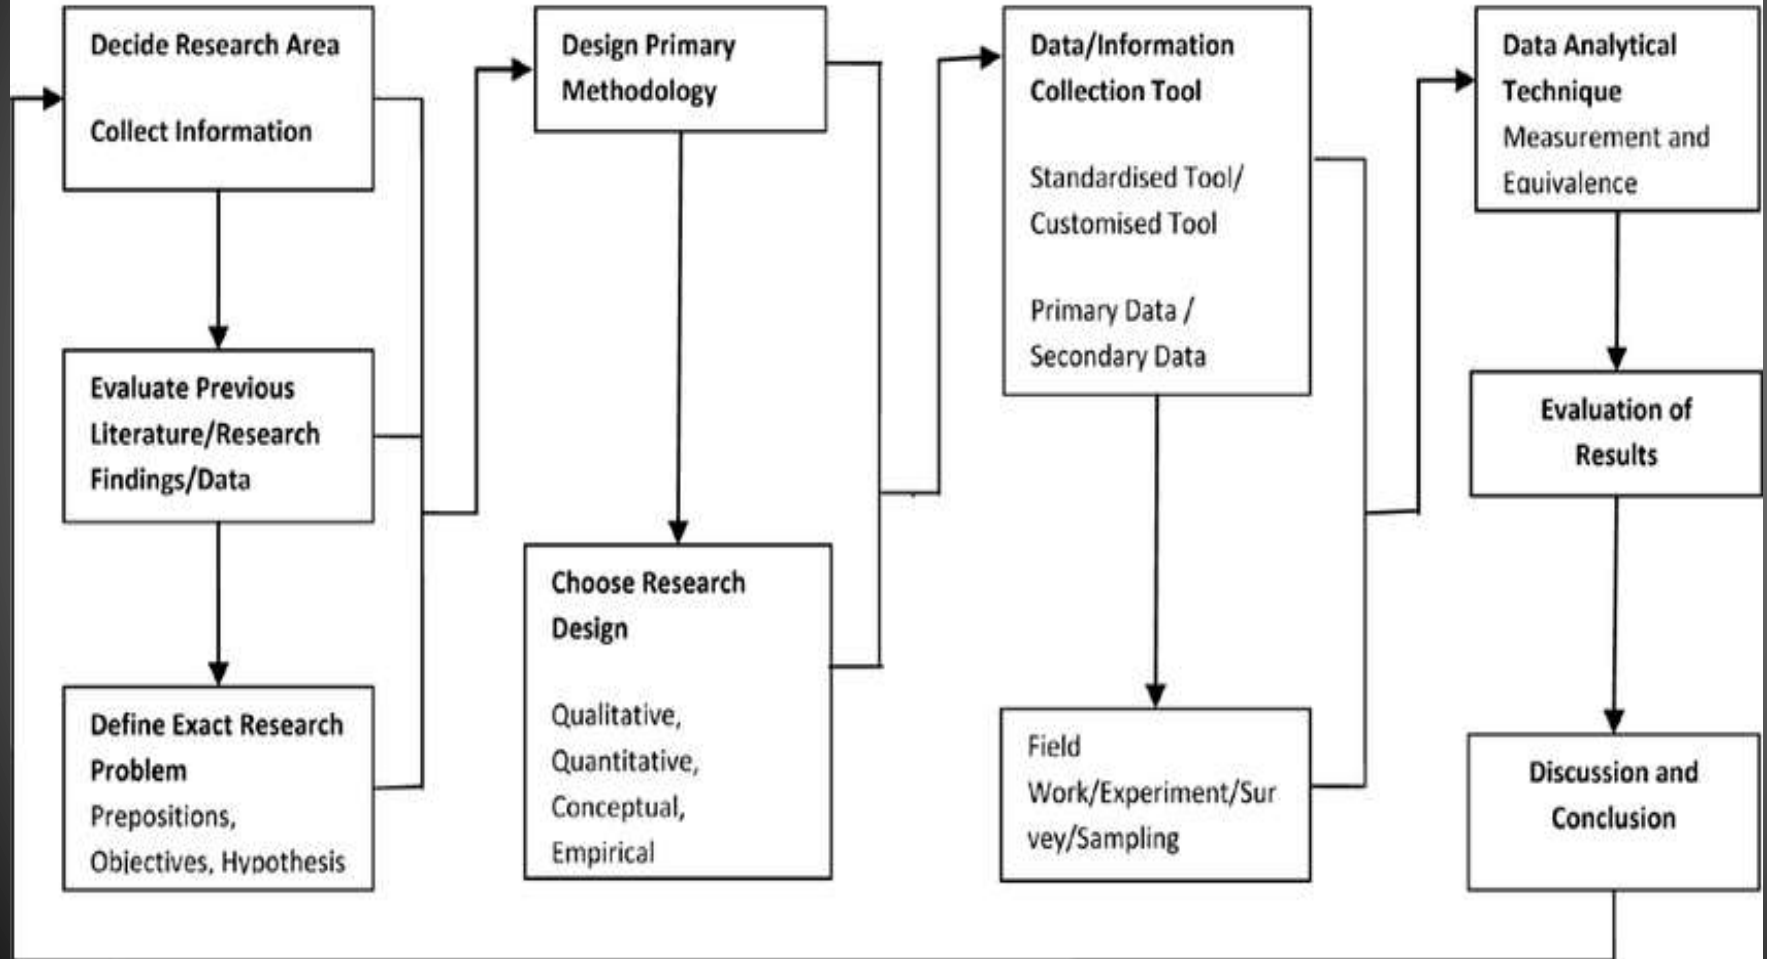 Decide Research Area
Collect Information
Evaluate Previous
Literature/Research
Findings/Data
Define Exact Research
Problem
Prepositions,
Objectives, Hypothesis
Design Primary
Methodology
Choose Research
Design
Qualitative,
Quantitative,
Conceptual,
Empirical
Data/Information
Collection Tool
Standardised Tool/
Customised Tool
Primary Data /
Secondary Data
Field
Work/Experiment/Sur
vey/Sampling
Data Analytical
Technique
Measurement and
Equivalence
Evaluation of
Results
Discussion and
Conclusion